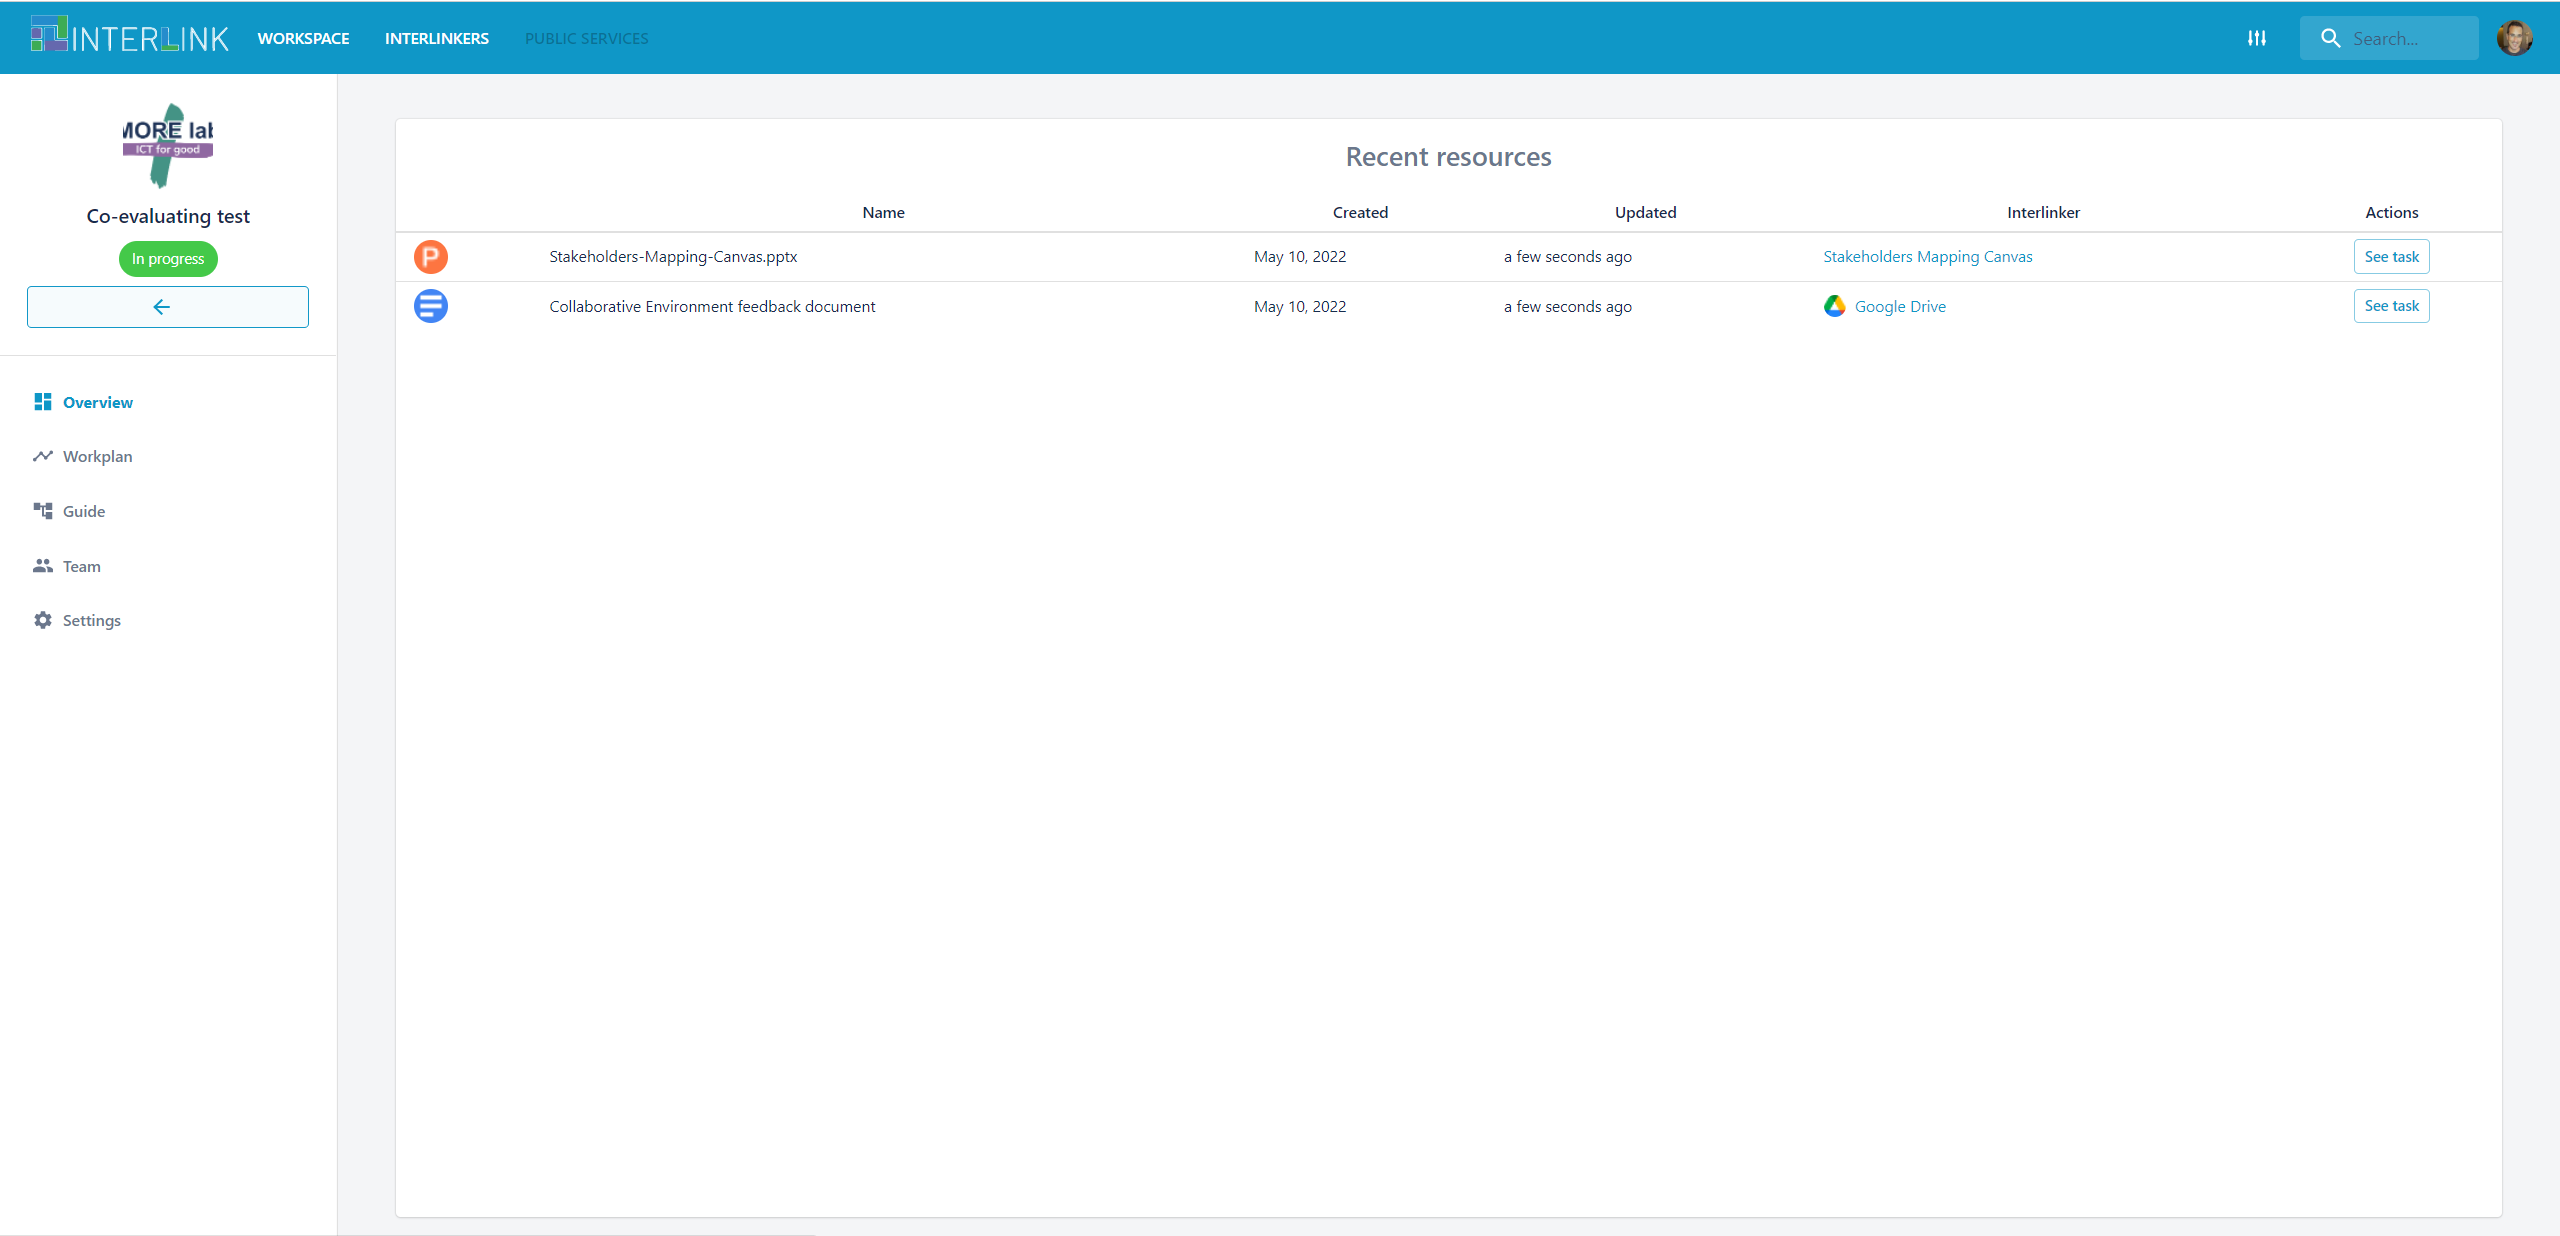 INTERLINK WORKSPACE INTERLINKERS PUBLIC SERVICES Search...
MORE lab
ICT for good
Co-evaluating test
In progress
Overview
Workplan
Guide
Team
Settings
Recent resources
Name Created Updated Interlinker Actions
P Stakeholders-Mapping-Canvas.pptx May 10, 2022 a few seconds ago Stakeholders Mapping Canvas See task
Collaborative Environment feedback document May 10, 2022 a few seconds ago Google Drive See task